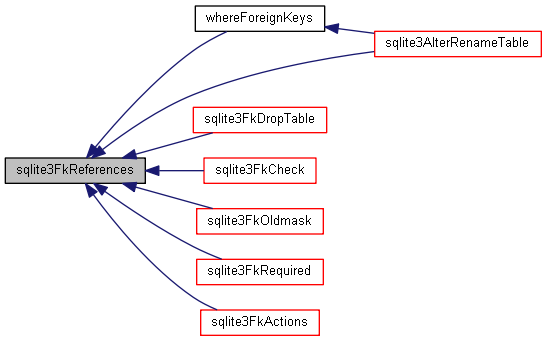 whereForeignKeys
sqlite3AlterRenameTable
sqlite3FkDropTable
sqlite3FkReferences
sqlite3FkCheck
sqlite3FkOldmask
sqlite3FkRequired
sqlite3FkActions